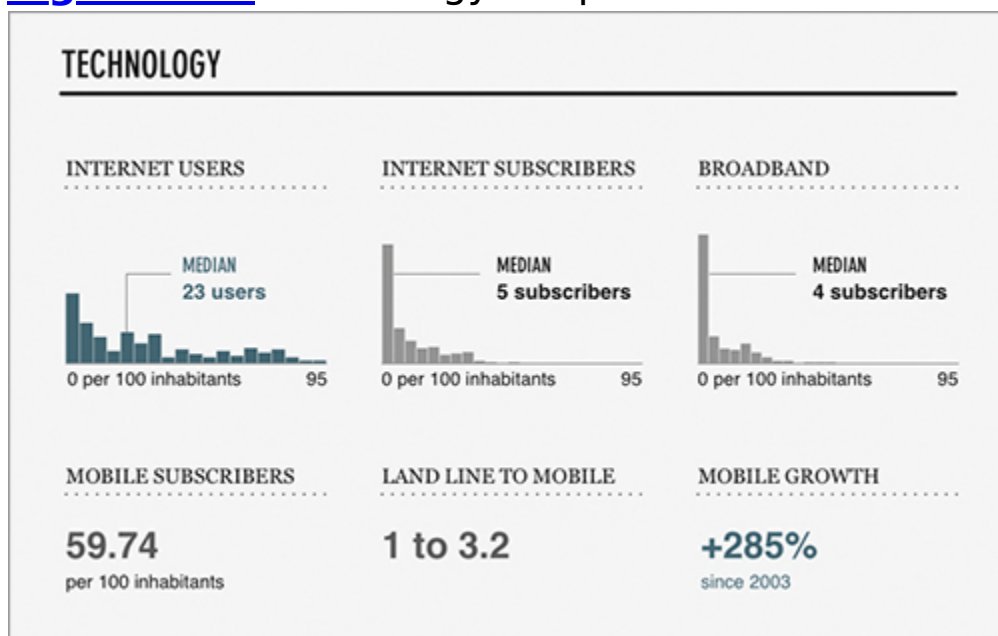 TECHNOLOGY
INTERNET USERS
MEDIAN
23 users
0 per 100 inhabitants 95
INTERNET SUBSCRIBERS
MEDIAN
5 subscribers
0 per 100 inhabitants 95
BROADBAND
MEDIAN
4 subscribers
0 per 100 inhabitants 95
MOBILE SUBSCRIBERS
59.74
per 100 inhabitants
LAND LINE TO MOBILE
1 to 3.2
MOBILE GROWTH
+285%
since 2003